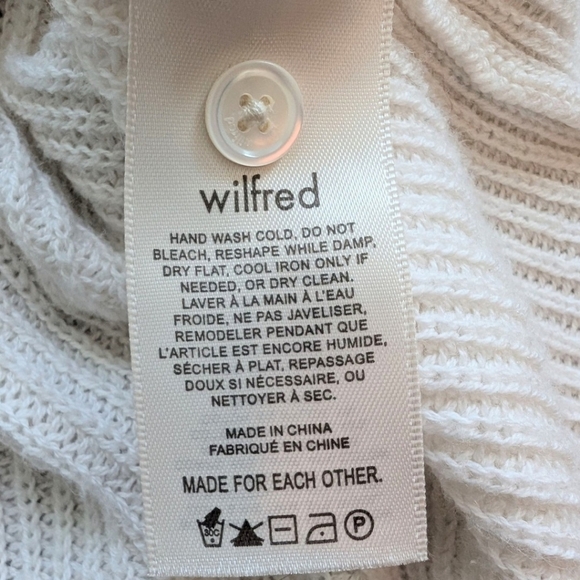 wilfred
HAND WASH COLD, DO NOT
BLEACH, RESHAPE WHILE DAMP,
DRY FLAT, COOL IRON ONLY IF
NEEDED, OR DRY CLEAN.
LAVER À LA MAIN À L'EAU
FROIDE, NE PAS JAVELISER,
REMODELER PENDANT QUE
L'ARTICLE EST ENCORE HUMIDE,
SÉCHER À PLAT, REPASSAGE
DOUX SI NÉCESSAIRE, OU
NETTOYER À SEC.
MADE IN CHINA
FABRIQUÉ EN CHINE
MADE FOR EACH OTHER.
30C P